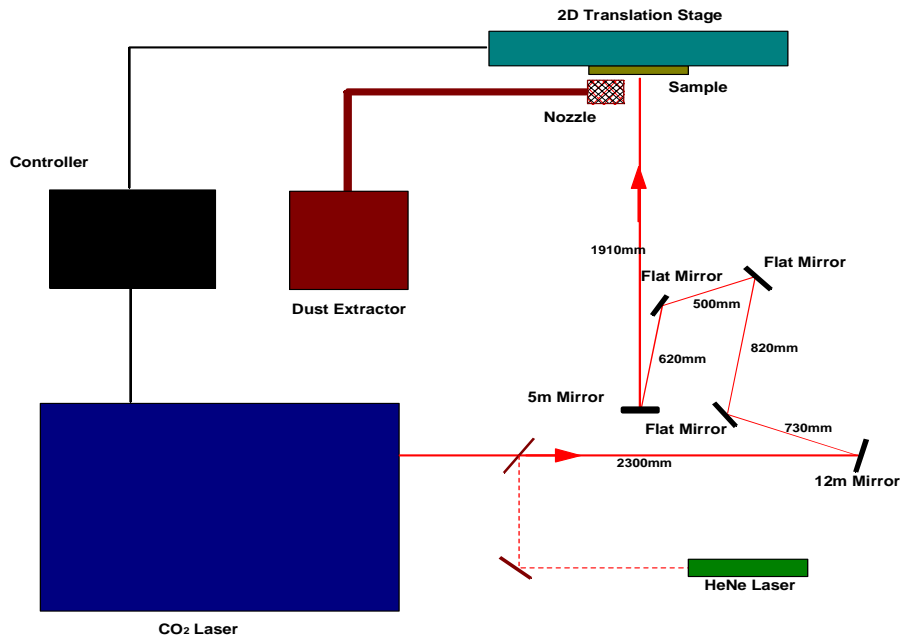 2D Translation Stage
Sample
Nozzle
Controller
1910mm
Flat Mirror
Flat Mirror
500mm
Dust Extractor
820mm
620mm
5m Mirror
Flat Mirror
730mm
2300mm
12m Mirror
HeNe Laser
CO₂ Laser